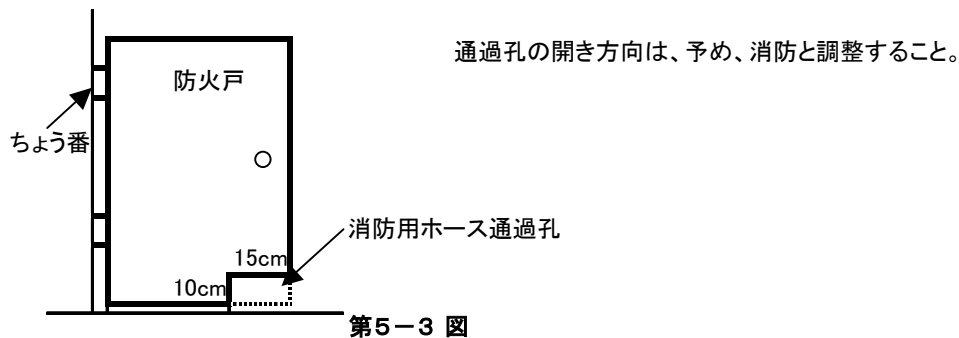 通過孔の開き方向は、予め、消防と調整すること。
防火戸
ちょう番
消防用ホース通過孔
15cm
10cm
第5-3 図